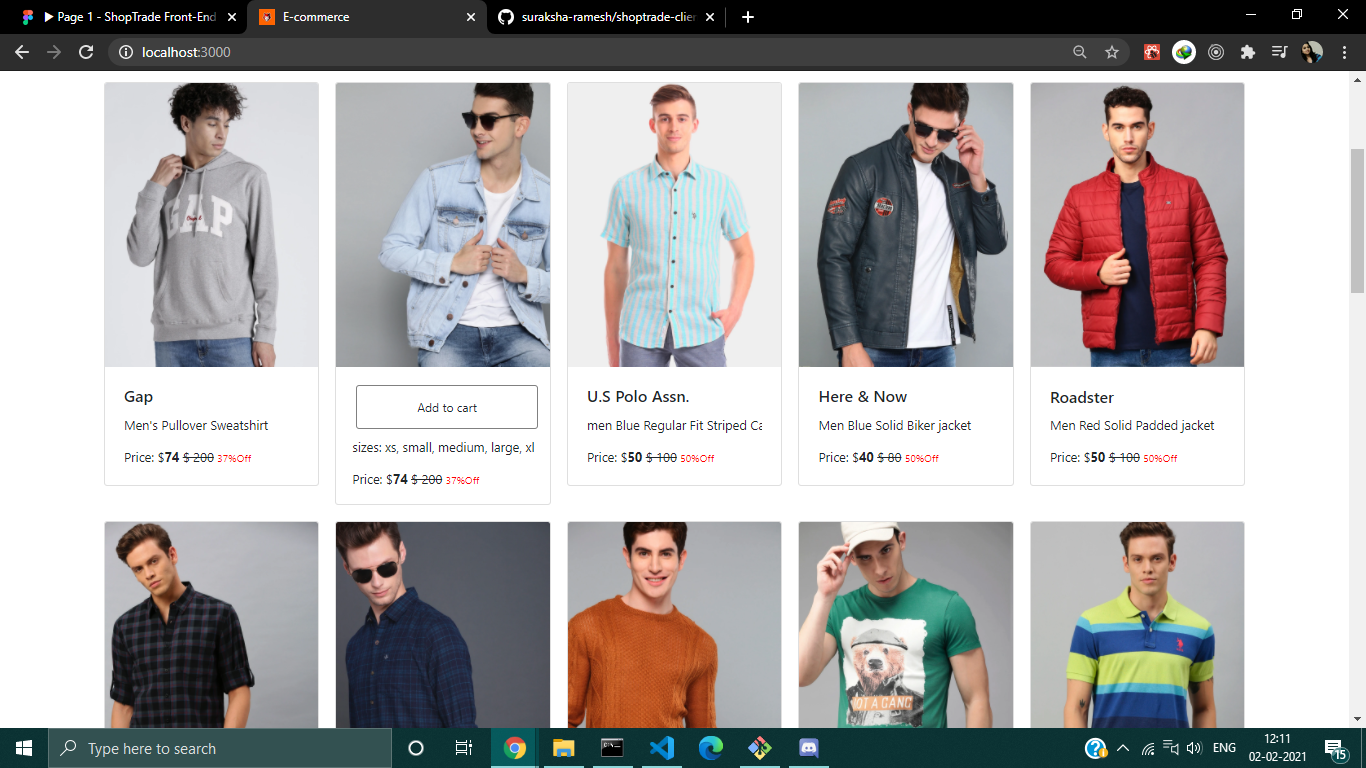 ▶ Page 1 - ShopTrade Front-End
E-commerce
suraksha-ramesh/shoptrade-clien
localhost:3000
GAP
Gap
Men's Pullover Sweatshirt
Price: $74 $ 200 37%Off
Add to cart
sizes: xs, small, medium, large, xl
Price: $74 $ 200 37%Off
U.S Polo Assn.
men Blue Regular Fit Striped Ca
Price: $50 $ 100 50%Off
Here & Now
Men Blue Solid Biker jacket
Price: $40 $ 80 50%Off
Roadster
Men Red Solid Padded jacket
Price: $50 $ 100 50%Off
NOT A GANG
Type here to search
ENG
12:11
02-02-2021
15